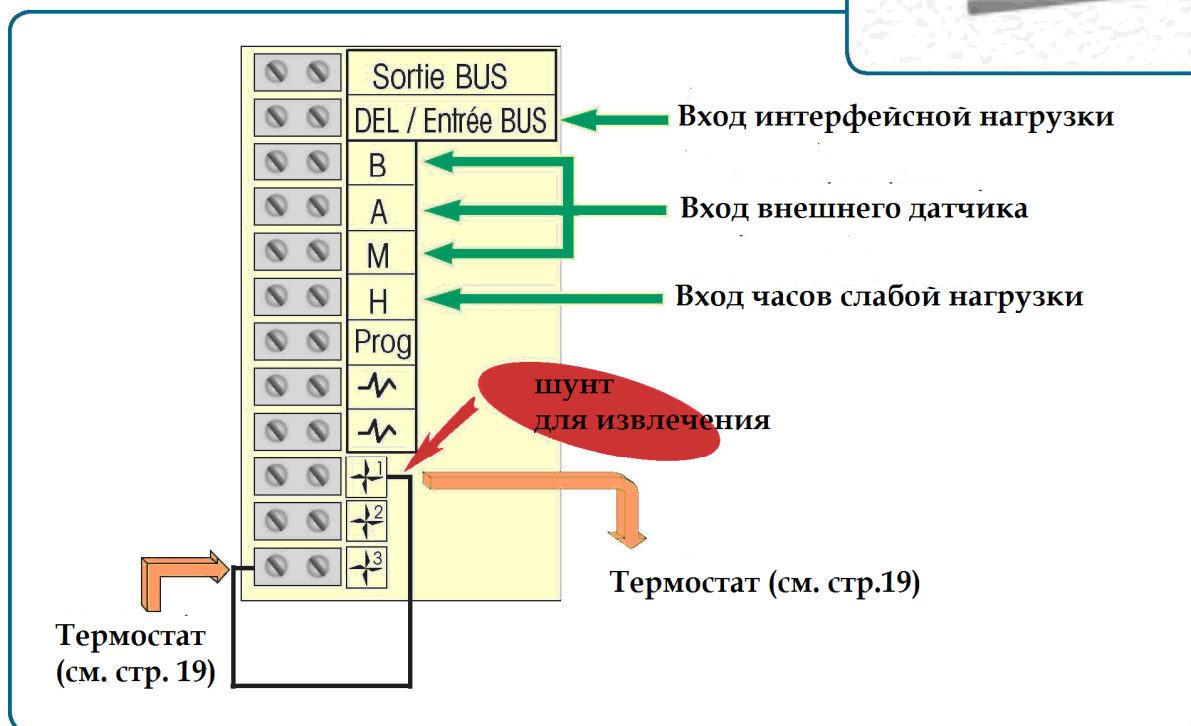 Sortie BUS
DEL / Entrée BUS
Вход интерфейсной нагрузки
B
A
Вход внешнего датчика
M
H
Вход часов слабой нагрузки
Prog
шунт
для извлечения
1
2
3
Термостат (см. стр.19)
Термостат
(см. стр. 19)